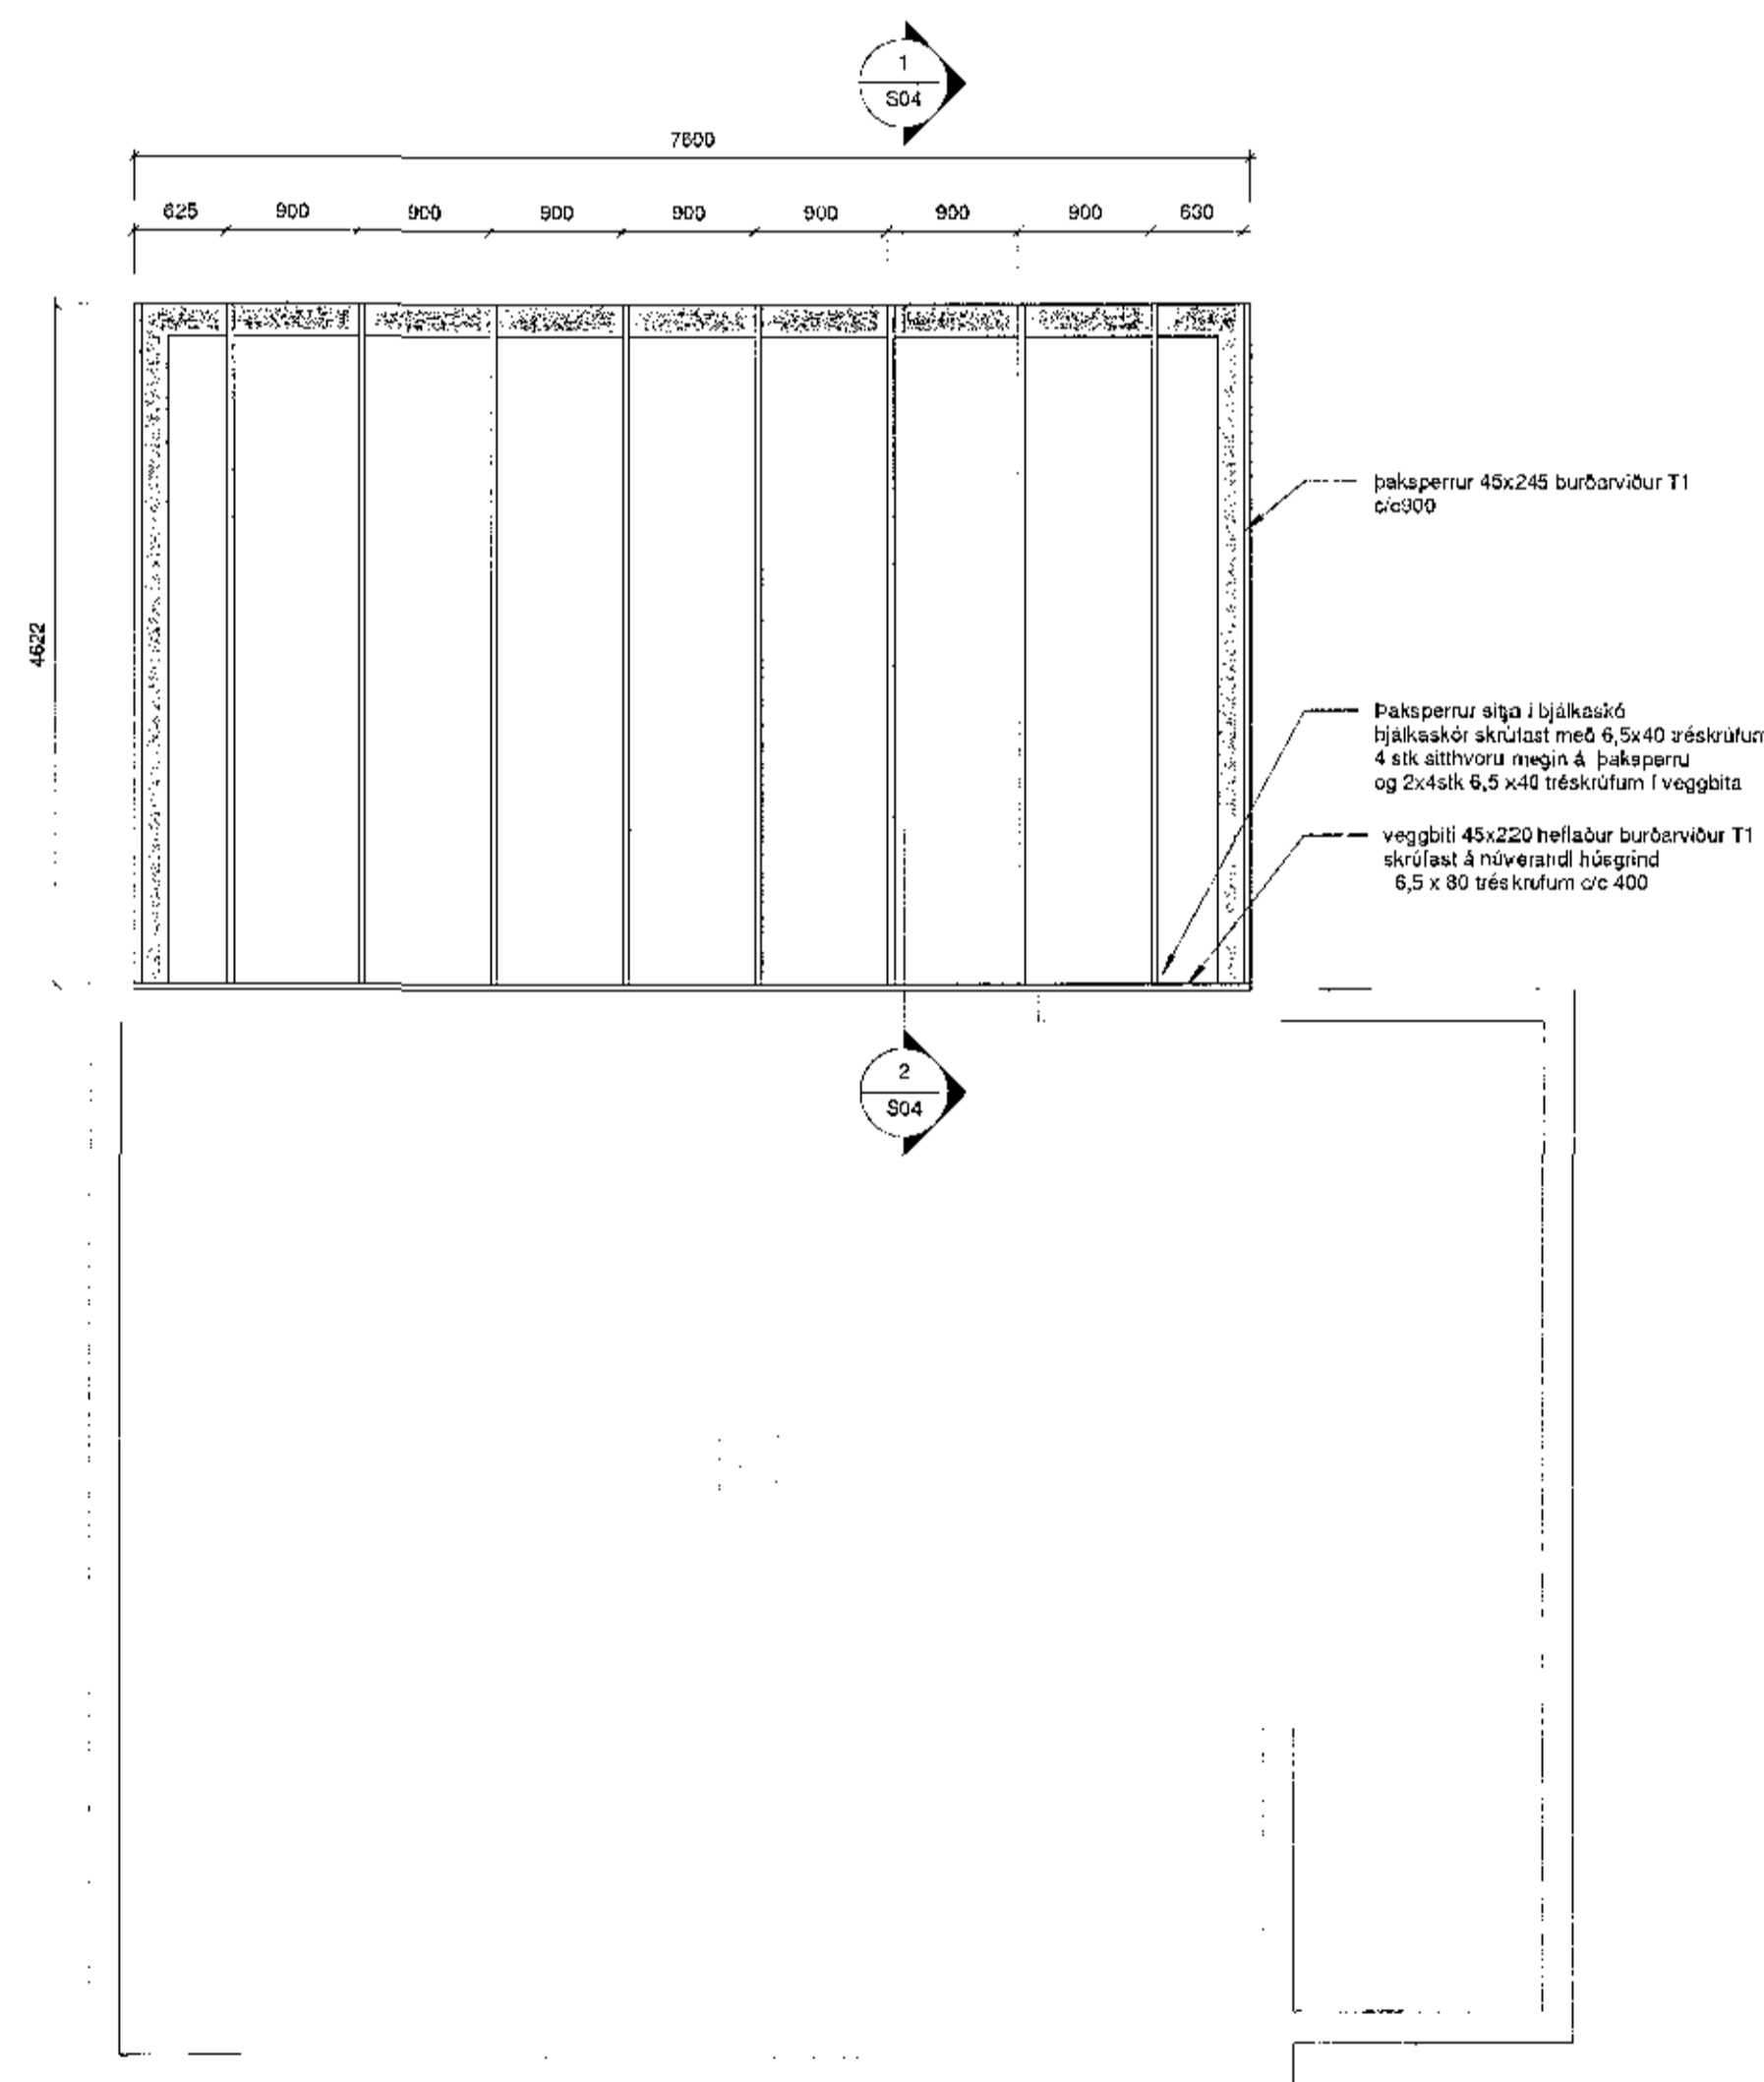 1
S04
7600
625 900 900 900 900 900 900 900 630
4622
þaksperrur 45x245 burðarviður T1
c/c900
Þaksperrur sitja í bjálkaskó
bjálkaskór skrúfast með 6,5x40 tréskrúfum
4 stk sitthvoru megin á þaksperru
og 2x4stk 6,5 x40 tréskrúfum í veggbita
veggbiti 45x220 heflaður burðarviður T1
skrúfast á núverandi húsgrind
6,5 x 80 tréskrufum c/c 400
2
S04